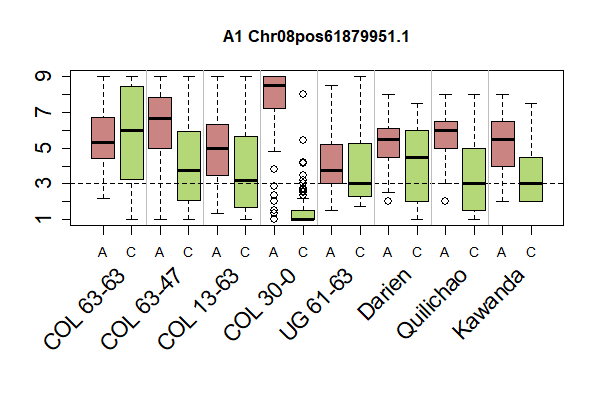 A1 Chr08pos61879951.1
9
7
5
3
1
A C A C A C A C A C A C A C A C
COL 63-63
COL 63-47
COL 13-63
COL 30-0
UG 61-63
Darien
Quilichao
Kawanda